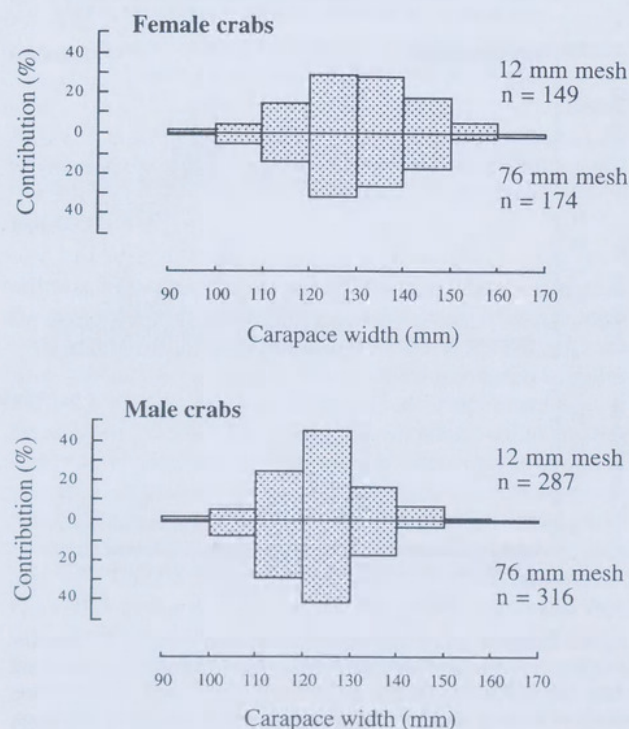 Female crabs
40
20
0
20
40
Contribution (%)
12 mm mesh
n = 149
76 mm mesh
n = 174
90 100 110 120 130 140 150 160 170
Carapace width (mm)
Male crabs
40
20
0
20
40
Contribution (%)
12 mm mesh
n = 287
76 mm mesh
n = 316
90 100 110 120 130 140 150 160 170
Carapace width (mm)